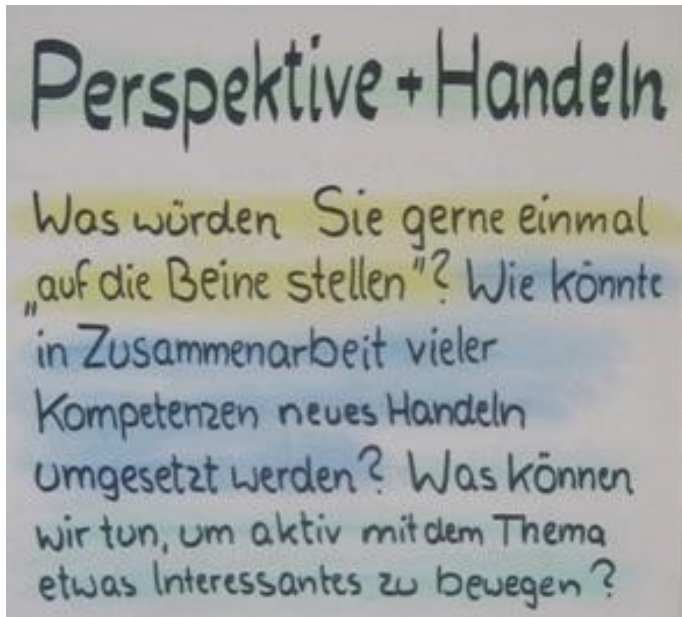 Perspektive + Handeln
Was würden Sie gerne einmal
„auf die Beine stellen"? Wie könnte
in Zusammenarbeit vieler
Kompetenzen neues Handeln
umgesetzt werden? Was können
wir tun, um aktiv mit dem Thema
etwas Interessantes zu bewegen?